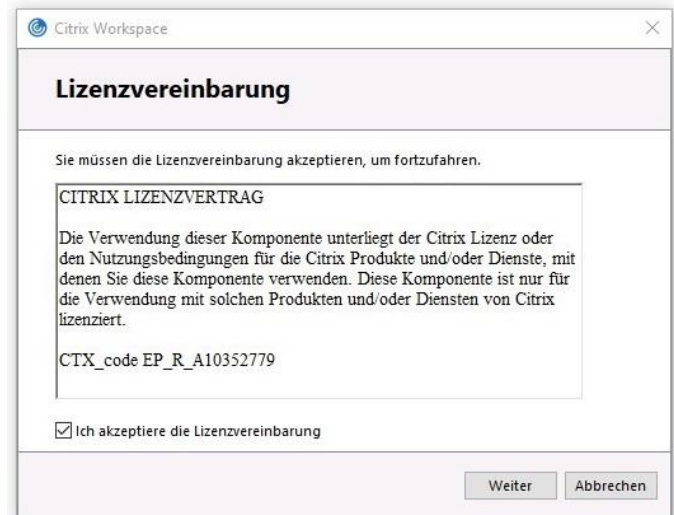 Citrix Workspace
Lizenzvereinbarung
Sie müssen die Lizenzvereinbarung akzeptieren, um fortzufahren.
CITRIX LIZENZVERTRAG
Die Verwendung dieser Komponente unterliegt der Citrix Lizenz oder
den Nutzungsbedingungen für die Citrix Produkte und/oder Dienste, mit
denen Sie diese Komponente verwenden. Diese Komponente ist nur für
die Verwendung mit solchen Produkten und/oder Diensten von Citrix
lizenziert.
CTX_code EP_R_A10352779
Ich akzeptiere die Lizenzvereinbarung
Weiter Abbrechen